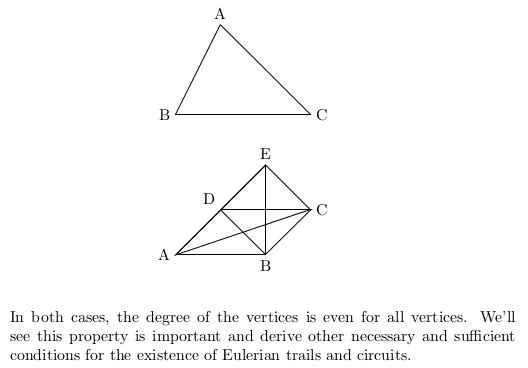 A
B C
E
D
C
A
B
In both cases, the degree of the vertices is even for all vertices. We'll
see this property is important and derive other necessary and sufficient
conditions for the existence of Eulerian trails and circuits.